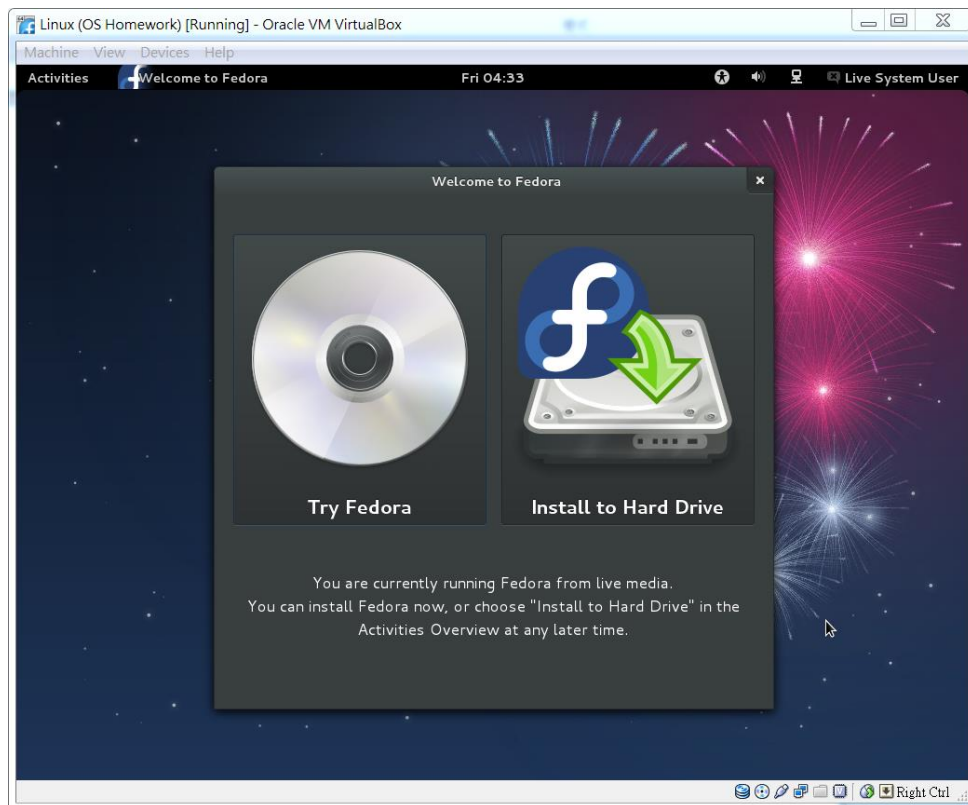 Linux (OS Homework) [Running] - Oracle VM VirtualBox
Machine View Devices Help
Activities Welcome to Fedora Fri 04:33 Live System User
Welcome to Fedora
Try Fedora Install to Hard Drive
You are currently running Fedora from live media.
You can install Fedora now, or choose "Install to Hard Drive" in the
Activities Overview at any later time.
Right Ctrl